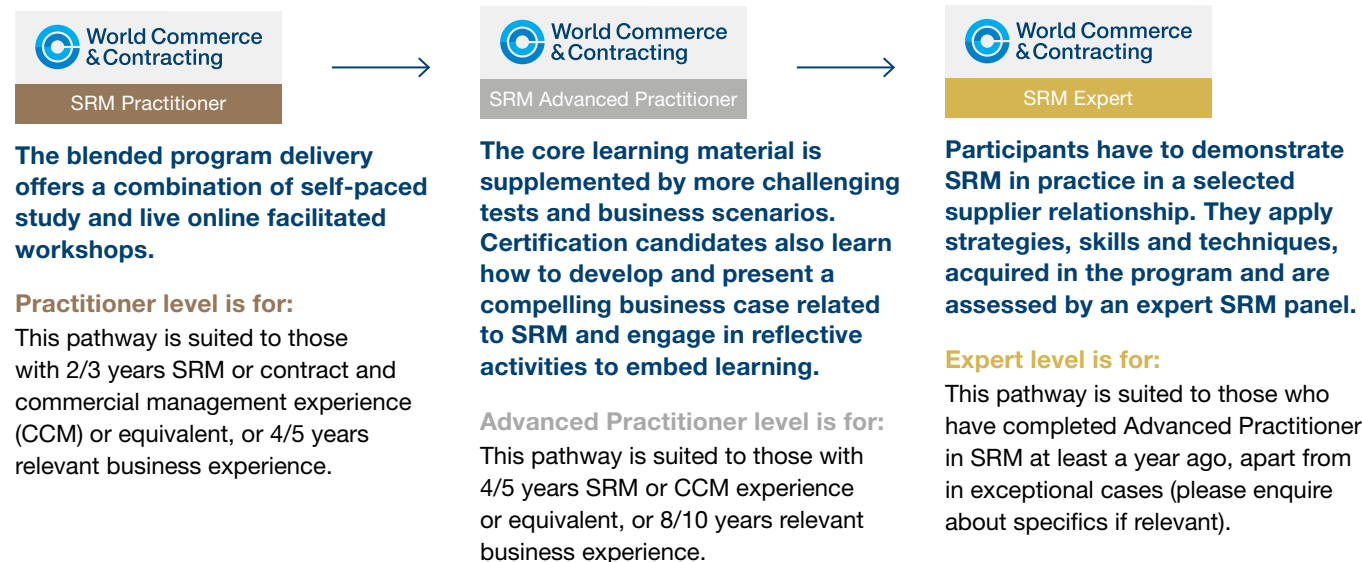 World Commerce
& Contracting
SRM Practitioner
The blended program delivery
offers a combination of self-paced
study and live online facilitated
workshops.
Practitioner level is for:
This pathway is suited to those
with 2/3 years SRM or contract and
commercial management experience
(CCM) or equivalent, or 4/5 years
relevant business experience.
World Commerce
& Contracting
SRM Advanced Practitioner
The core learning material is
supplemented by more challenging
tests and business scenarios.
Certification candidates also learn
how to develop and present a
compelling business case related
to SRM and engage in reflective
activities to embed learning.
Advanced Practitioner level is for:
This pathway is suited to those with
4/5 years SRM or CCM experience
or equivalent, or 8/10 years relevant
business experience.
World Commerce
& Contracting
SRM Expert
Participants have to demonstrate
SRM in practice in a selected
supplier relationship. They apply
strategies, skills and techniques,
acquired in the program and are
assessed by an expert SRM panel.
Expert level is for:
This pathway is suited to those who
have completed Advanced Practitioner
in SRM at least a year ago, apart from
in exceptional cases (please enquire
about specifics if relevant).